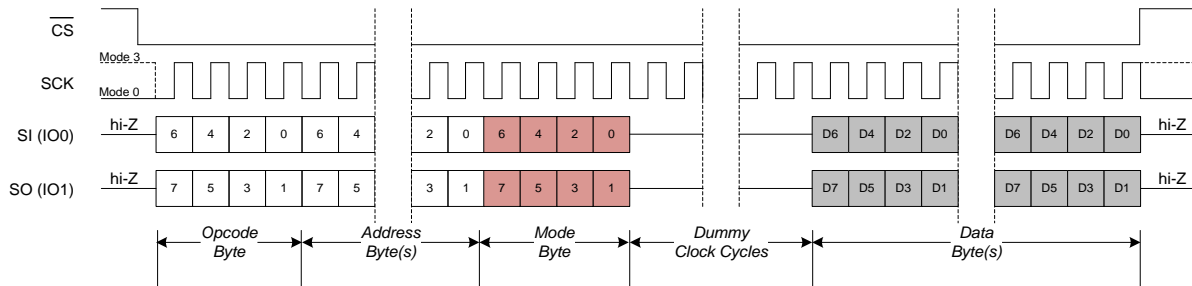 CS
Mode 3
SCK
Mode 0
hi-Z 6 4 2 0 6 4 2 0 6 4 2 0 D6 D4 D2 D0 D6 D4 D2 D0 hi-Z
SI (IO0)
hi-Z 7 5 3 1 7 5 3 1 7 5 3 1 D7 D5 D3 D1 D7 D5 D3 D1 hi-Z
SO (IO1)
Opcode Address Mode Dummy Data
Byte Byte(s) Byte Clock Cycles Byte(s)